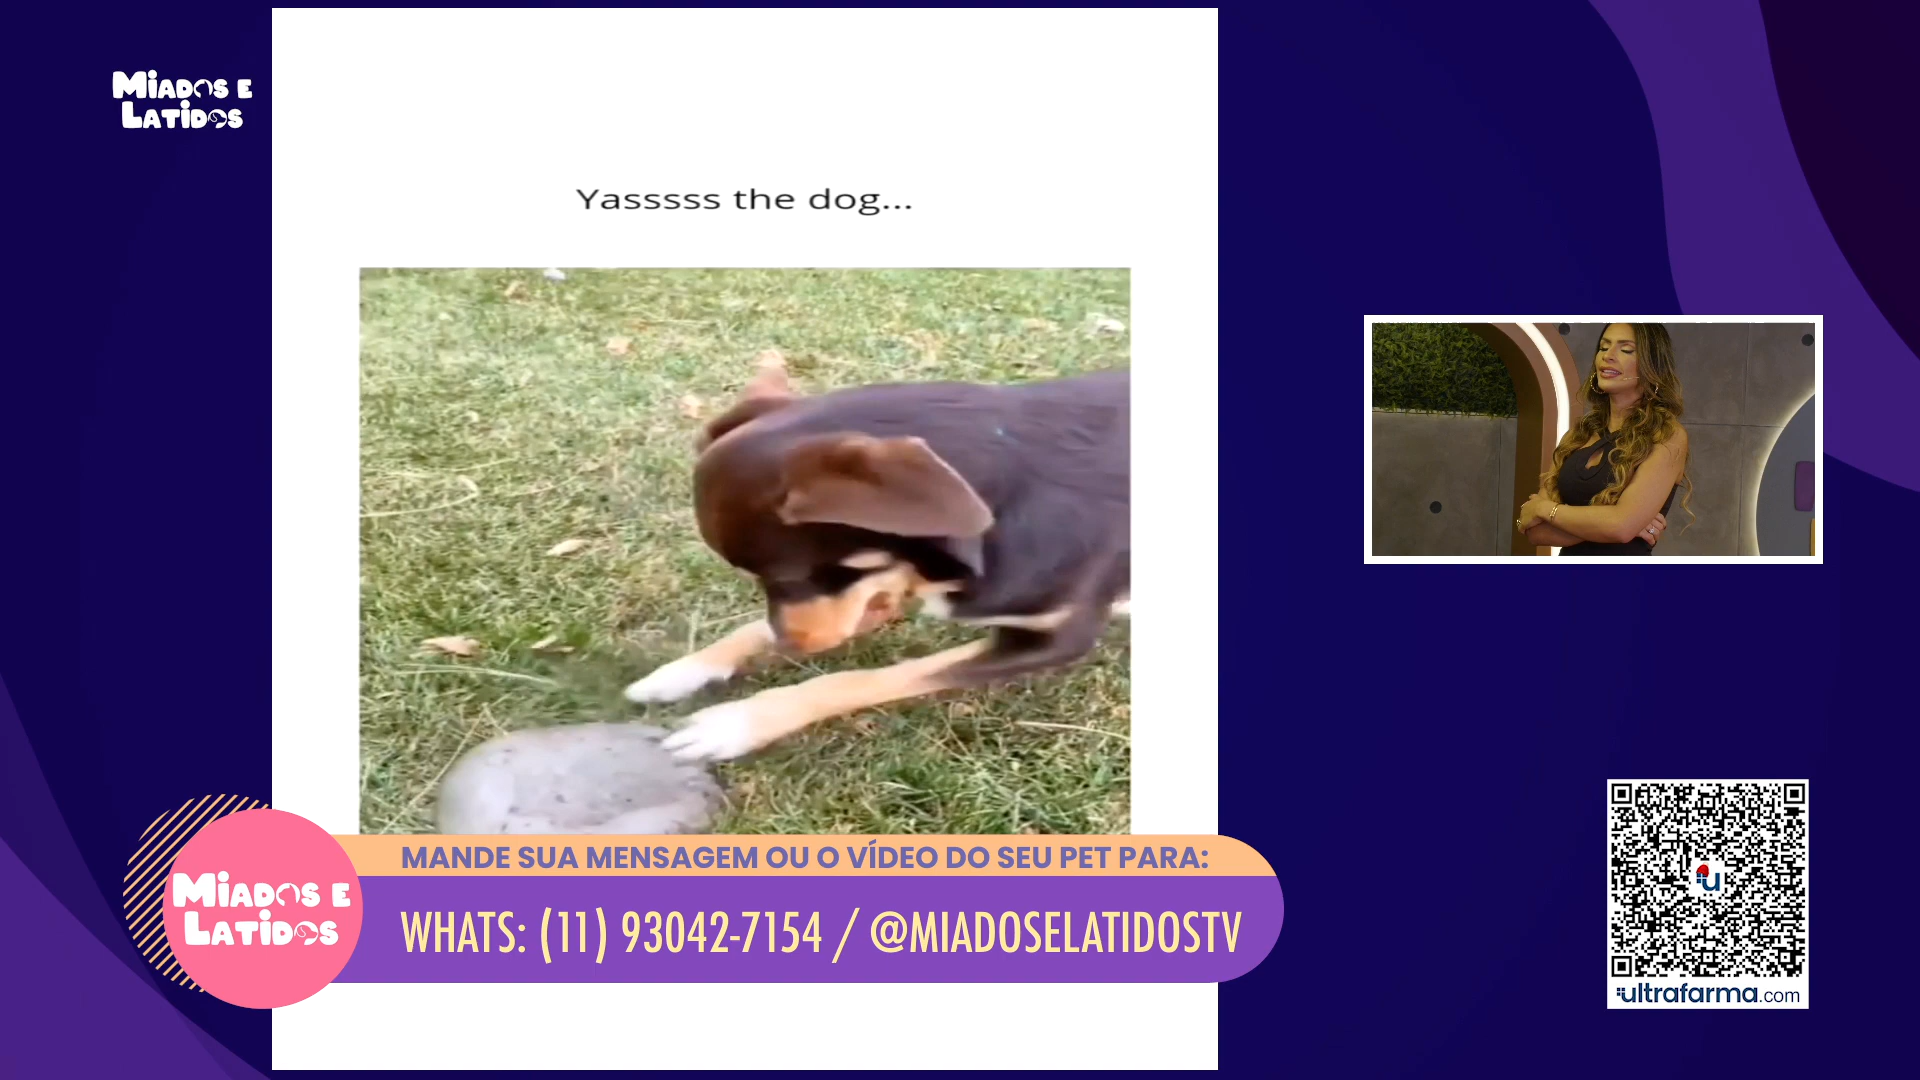 MIADOS E
LATIDOS
Yasssss the dog...
MANDE SUA MENSAGEM OU O VÍDEO DO SEU PET PARA:
MIADOS E
LATIDOS
WHATS: (11) 93042-7154 / @MIADOSELATIDOSTV
u
ultrafarma.com